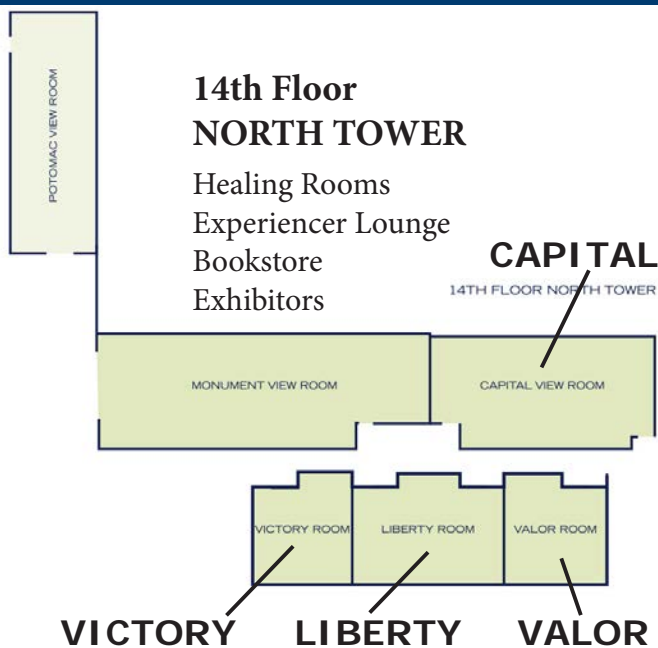 POTOMAC VIEW ROOM
14th Floor
NORTH TOWER
Healing Rooms
Experiencer Lounge
Bookstore
Exhibitors
CAPITAL
14TH FLOOR NORTH TOWER
MONUMENT VIEW ROOM
CAPITAL VIEW ROOM
VICTORY ROOM
LIBERTY ROOM
VALOR ROOM
VICTORY
LIBERTY
VALOR